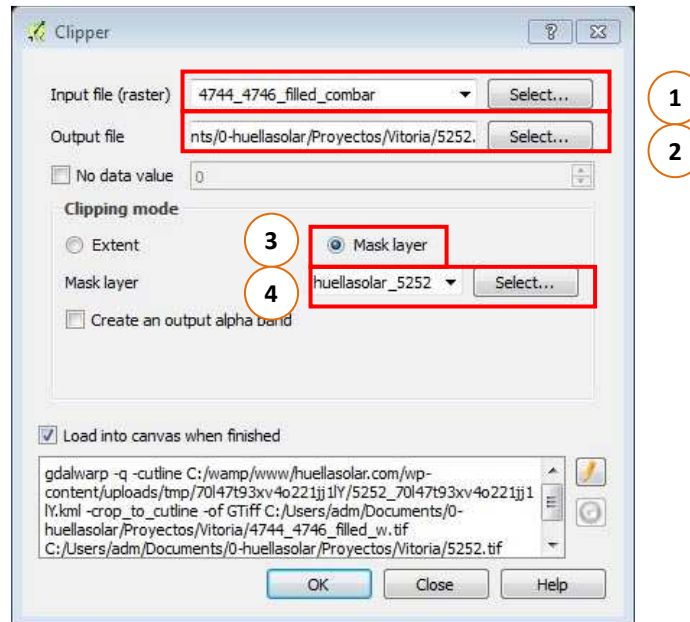 Clipper
Input file (raster) 4744_4746_filled_combar Select... 1
Output file nts/0-huellasolar/Proyectos/Vitoria/5252. Select... 2
No data value 0
Clipping mode
Extent 3 Mask layer
Mask layer 4 huellasolar_5252 Select...
Create an output alpha band
Load into canvas when finished
gdalwarp -q -cutline C:/wamp/www/huellasolar.com/wp-
content/uploads/tmp/70l47t93xv4o221jj1lY/5252_70l47t93xv4o221jj1
lY.kml -crop_to_cutline -of GTiff C:/Users/adm/Documents/0-
huellasolar/Proyectos/Vitoria/4744_4746_filled_w.tif
C:/Users/adm/Documents/0-huellasolar/Proyectos/Vitoria/5252.tif
OK Close Help